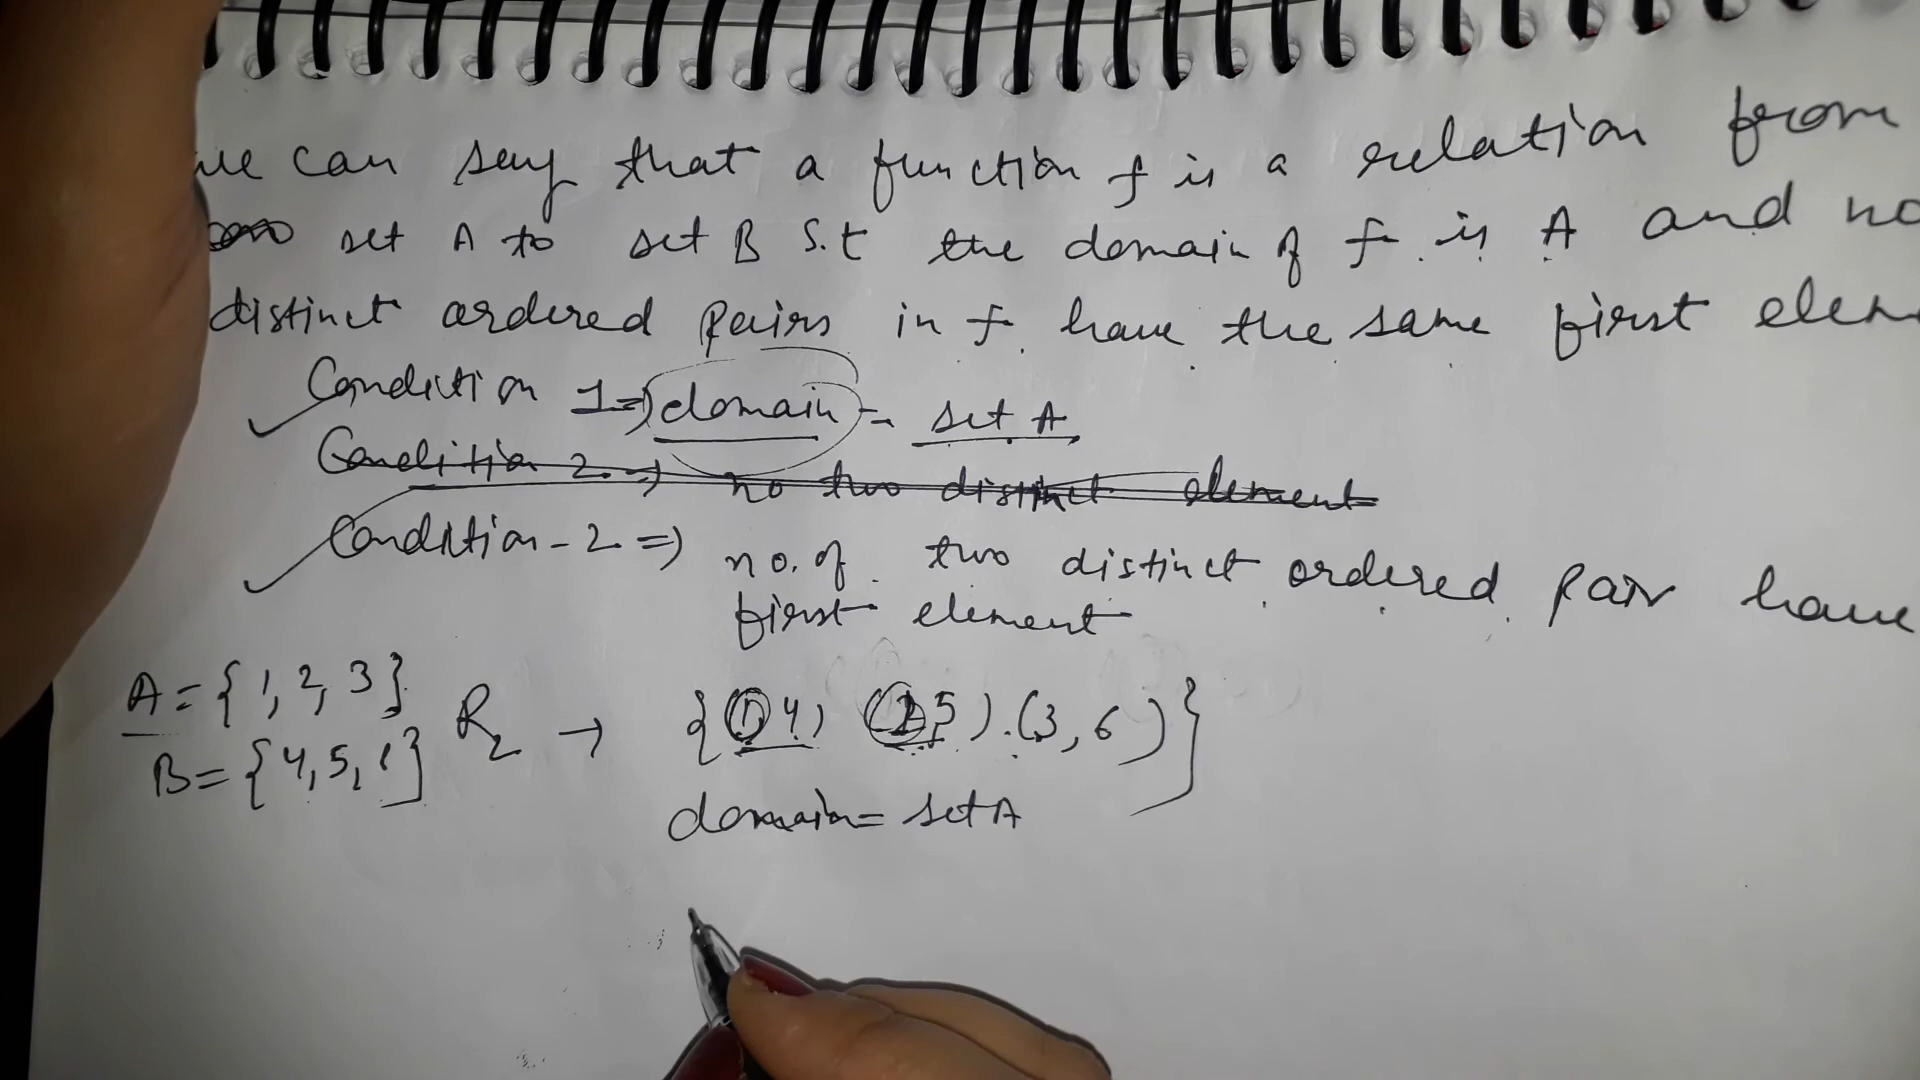 we can say that a function f is a relation from
set A to set B S.t the domain of f is A and no
distinct ordered pairs in f have the same first elem
Condition 1 => domain = set A
Condition 2 => no two distinct element
Condition - 2 => no. of two distinct ordered pair have
first element
A = {1, 2, 3}
B = {4, 5, }
R2 → {(1, 4) (2, 5) . (3, 6)}
domain = set A